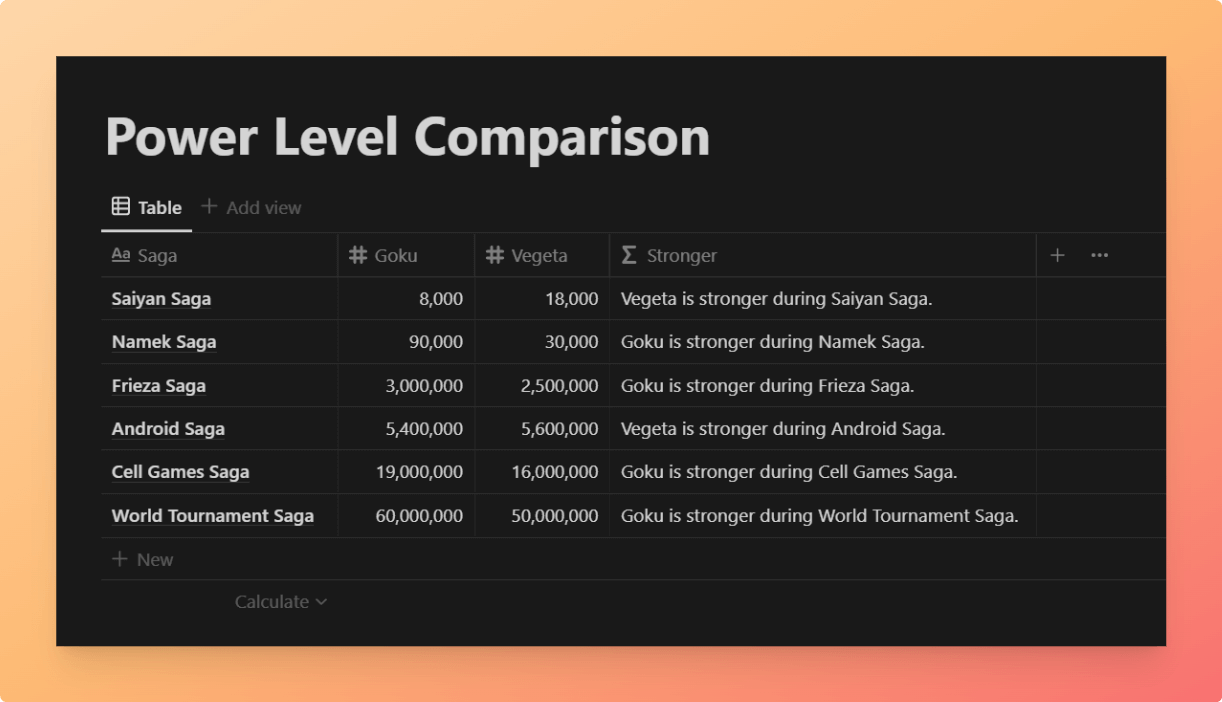 Power Level Comparison
Table + Add view
Aa Saga # Goku # Vegeta Σ Stronger + ...
Saiyan Saga 8,000 18,000 Vegeta is stronger during Saiyan Saga.
Namek Saga 90,000 30,000 Goku is stronger during Namek Saga.
Frieza Saga 3,000,000 2,500,000 Goku is stronger during Frieza Saga.
Android Saga 5,400,000 5,600,000 Vegeta is stronger during Android Saga.
Cell Games Saga 19,000,000 16,000,000 Goku is stronger during Cell Games Saga.
World Tournament Saga 60,000,000 50,000,000 Goku is stronger during World Tournament Saga.
+ New
Calculate